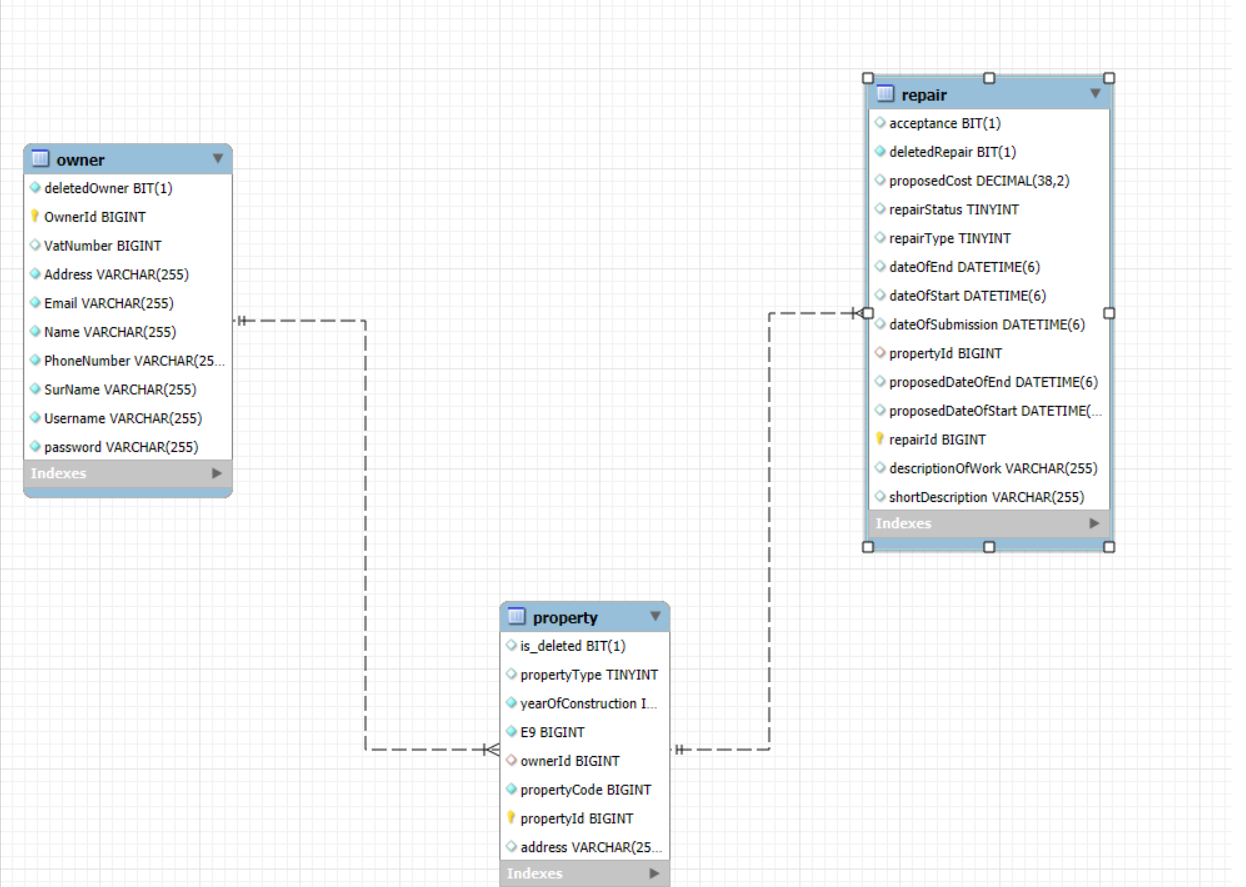 owner
deletedOwner BIT(1)
OwnerId BIGINT
VatNumber BIGINT
Address VARCHAR(255)
Email VARCHAR(255)
Name VARCHAR(255)
PhoneNumber VARCHAR(25...
SurName VARCHAR(255)
Username VARCHAR(255)
password VARCHAR(255)
Indexes
repair
acceptance BIT(1)
deletedRepair BIT(1)
proposedCost DECIMAL(38,2)
repairStatus TINYINT
repairType TINYINT
dateOfEnd DATETIME(6)
dateOfStart DATETIME(6)
dateOfSubmission DATETIME(6)
propertyId BIGINT
proposedDateOfEnd DATETIME(6)
proposedDateOfStart DATETIME(...
repairId BIGINT
descriptionOfWork VARCHAR(255)
shortDescription VARCHAR(255)
Indexes
property
is_deleted BIT(1)
propertyType TINYINT
yearOfConstruction I...
E9 BIGINT
ownerId BIGINT
propertyCode BIGINT
propertyId BIGINT
address VARCHAR(25...
Indexes